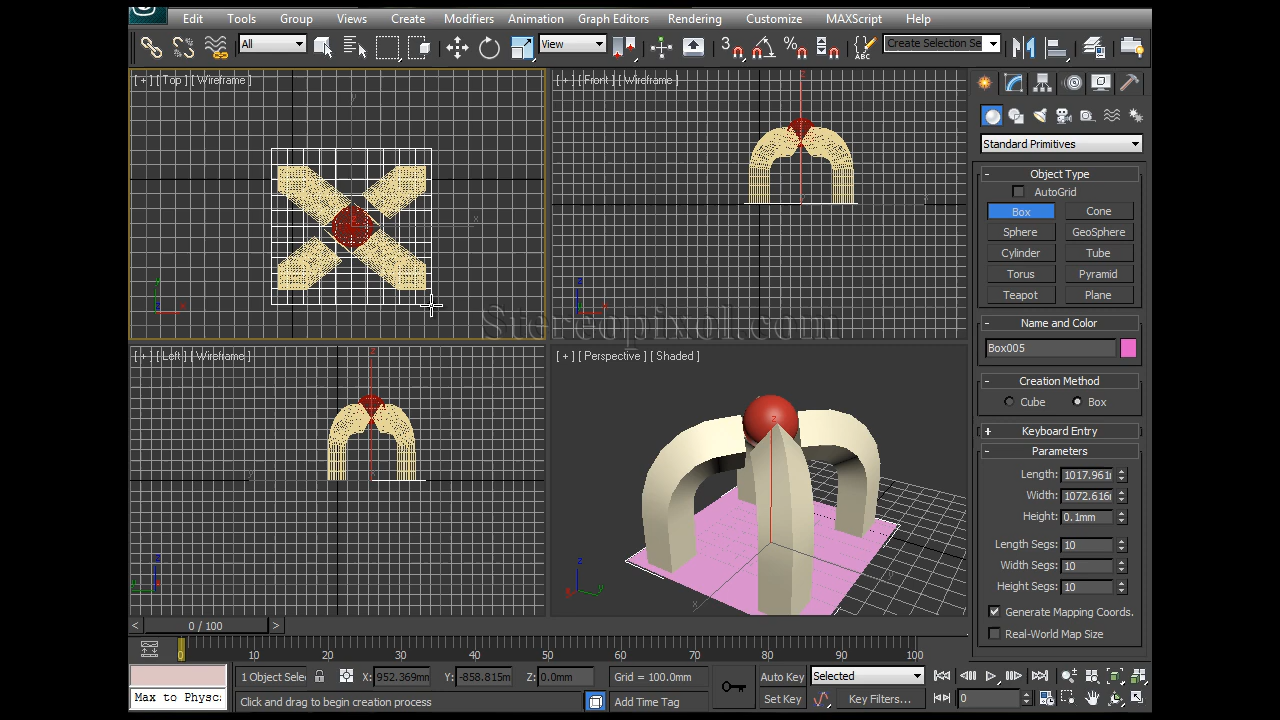 Edit Tools Group Views Create Modifiers Animation Graph Editors Rendering Customize MAXScript Help
All View 3 % ABC Create Selection Se
[ + ] [ Top ] [ Wireframe ]
[ + ] [ Front ] [ Wireframe ]
Standard Primitives
- Object Type
AutoGrid
Box Cone
Sphere GeoSphere
Cylinder Tube
Torus Pyramid
Teapot Plane
Stereopixol.com
- Name and Color
Box005
[ + ] [ Left ] [ Wireframe ]
[ + ] [ Perspective ] [ Shaded ]
- Creation Method
Cube Box
+ Keyboard Entry
- Parameters
Length: 1017.961
Width: 1072.616
Height: 0.1mm
Length Segs: 10
Width Segs: 10
Height Segs: 10
Generate Mapping Coords.
Real-World Map Size
< 0 / 100 >
0 10 20 30 40 50 60 70 80 90 100
1 Object Selec X: 952.369mm Y: -858.815m Z: 0.0mm Grid = 100.0mm Auto Key Selected
Max to Physc Click and drag to begin creation process Add Time Tag Set Key Key Filters... 0